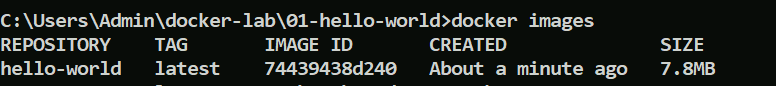 C:\Users\Admin\docker-lab\01-hello-world>docker images
REPOSITORY TAG IMAGE ID CREATED SIZE
hello-world latest 74439438d240 About a minute ago 7.8MB